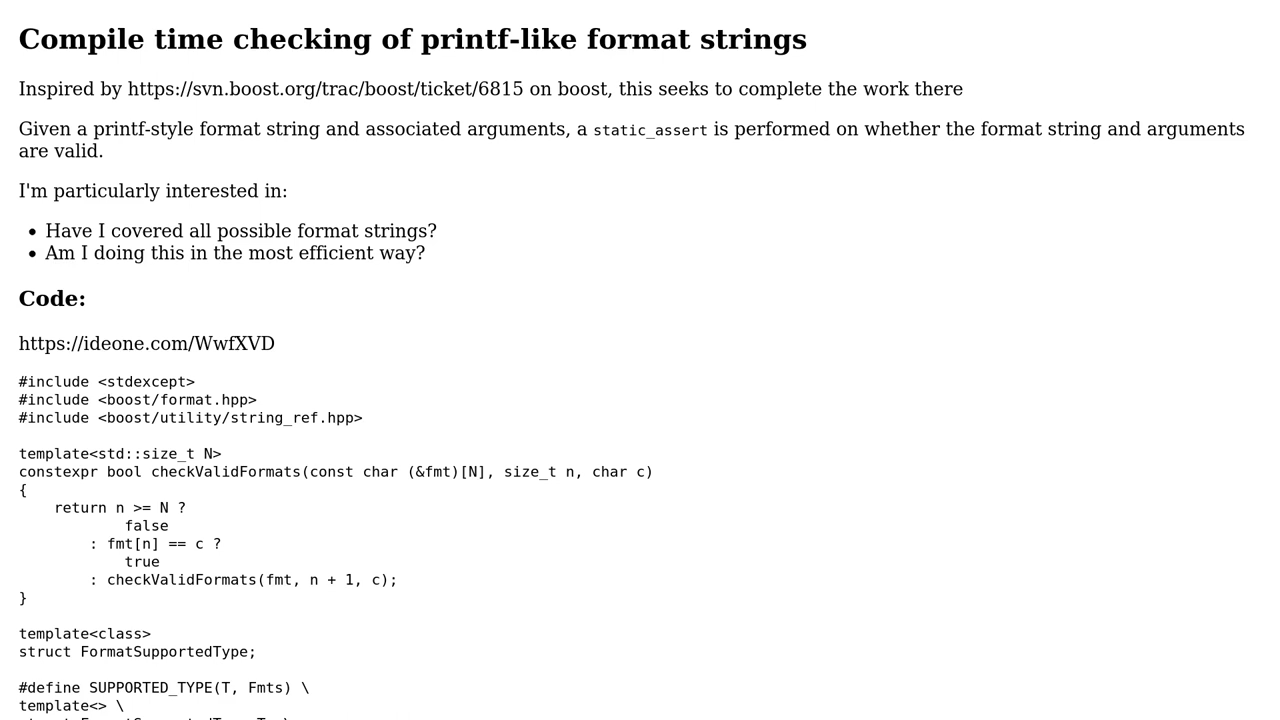 Compile time checking of printf-like format strings
Inspired by https://svn.boost.org/trac/boost/ticket/6815 on boost, this seeks to complete the work there
Given a printf-style format string and associated arguments, a static_assert is performed on whether the format string and arguments
are valid.
I'm particularly interested in:
• Have I covered all possible format strings?
• Am I doing this in the most efficient way?
Code:
https://ideone.com/WwfXVD
#include <stdexcept>
#include <boost/format.hpp>
#include <boost/utility/string_ref.hpp>
template<std::size_t N>
constexpr bool checkValidFormats(const char (&fmt)[N], size_t n, char c)
{
    return n >= N ?
            false
        : fmt[n] == c ?
            true
        : checkValidFormats(fmt, n + 1, c);
}
template<class>
struct FormatSupportedType;
#define SUPPORTED_TYPE(T, Fmts) \
template<> \